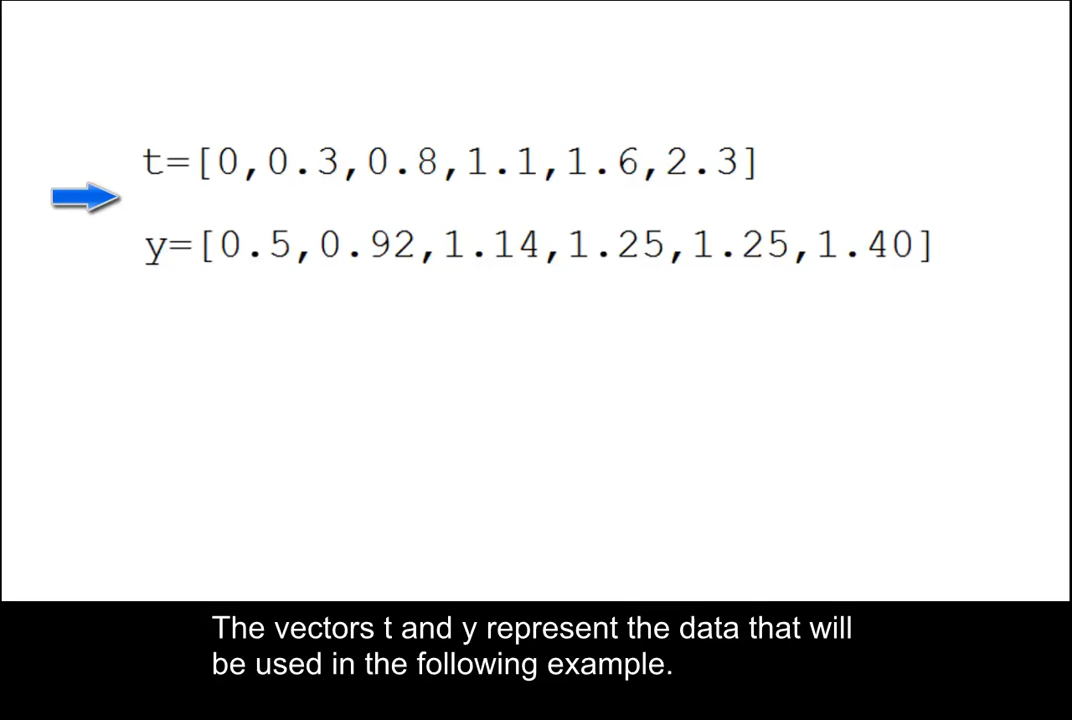 t=[0,0.3,0.8,1.1,1.6,2.3]
y=[0.5,0.92,1.14,1.25,1.25,1.40]
The vectors t and y represent the data that will
be used in the following example.